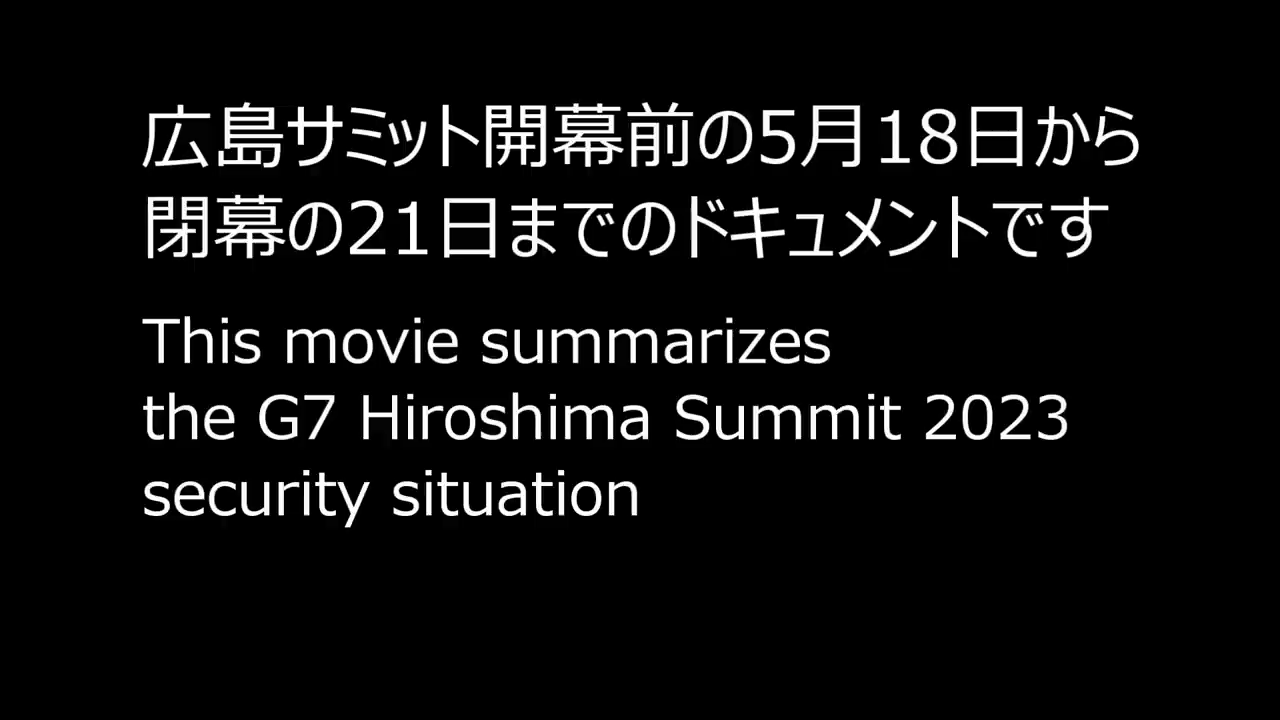 広島サミット開幕前の5月18日から
閉幕の21日までのドキュメントです
This movie summarizes
the G7 Hiroshima Summit 2023
security situation